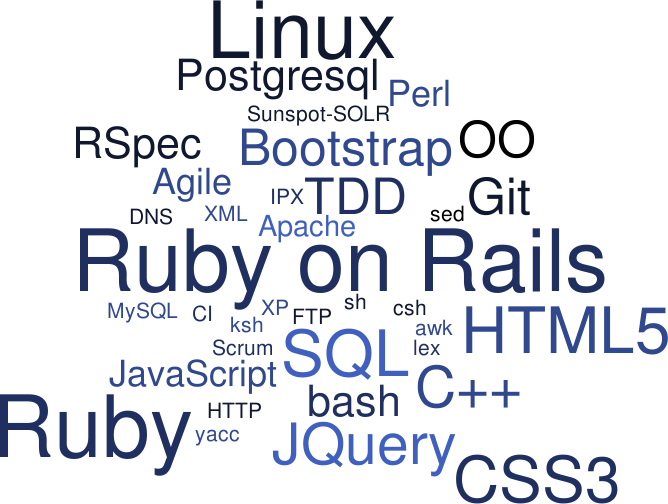 Linux
Postgresql
Perl
Sunspot-SOLR
RSpec
Bootstrap
OO
Agile
IPX
TDD
Git
DNS
XML
Apache
sed
Ruby on Rails
MySQL
CI
XP
FTP
sh
csh
HTML5
ksh
awk
Scrum
SQL
lex
JavaScript
C++
Ruby
HTTP
bash
yacc
JQuery
CSS3